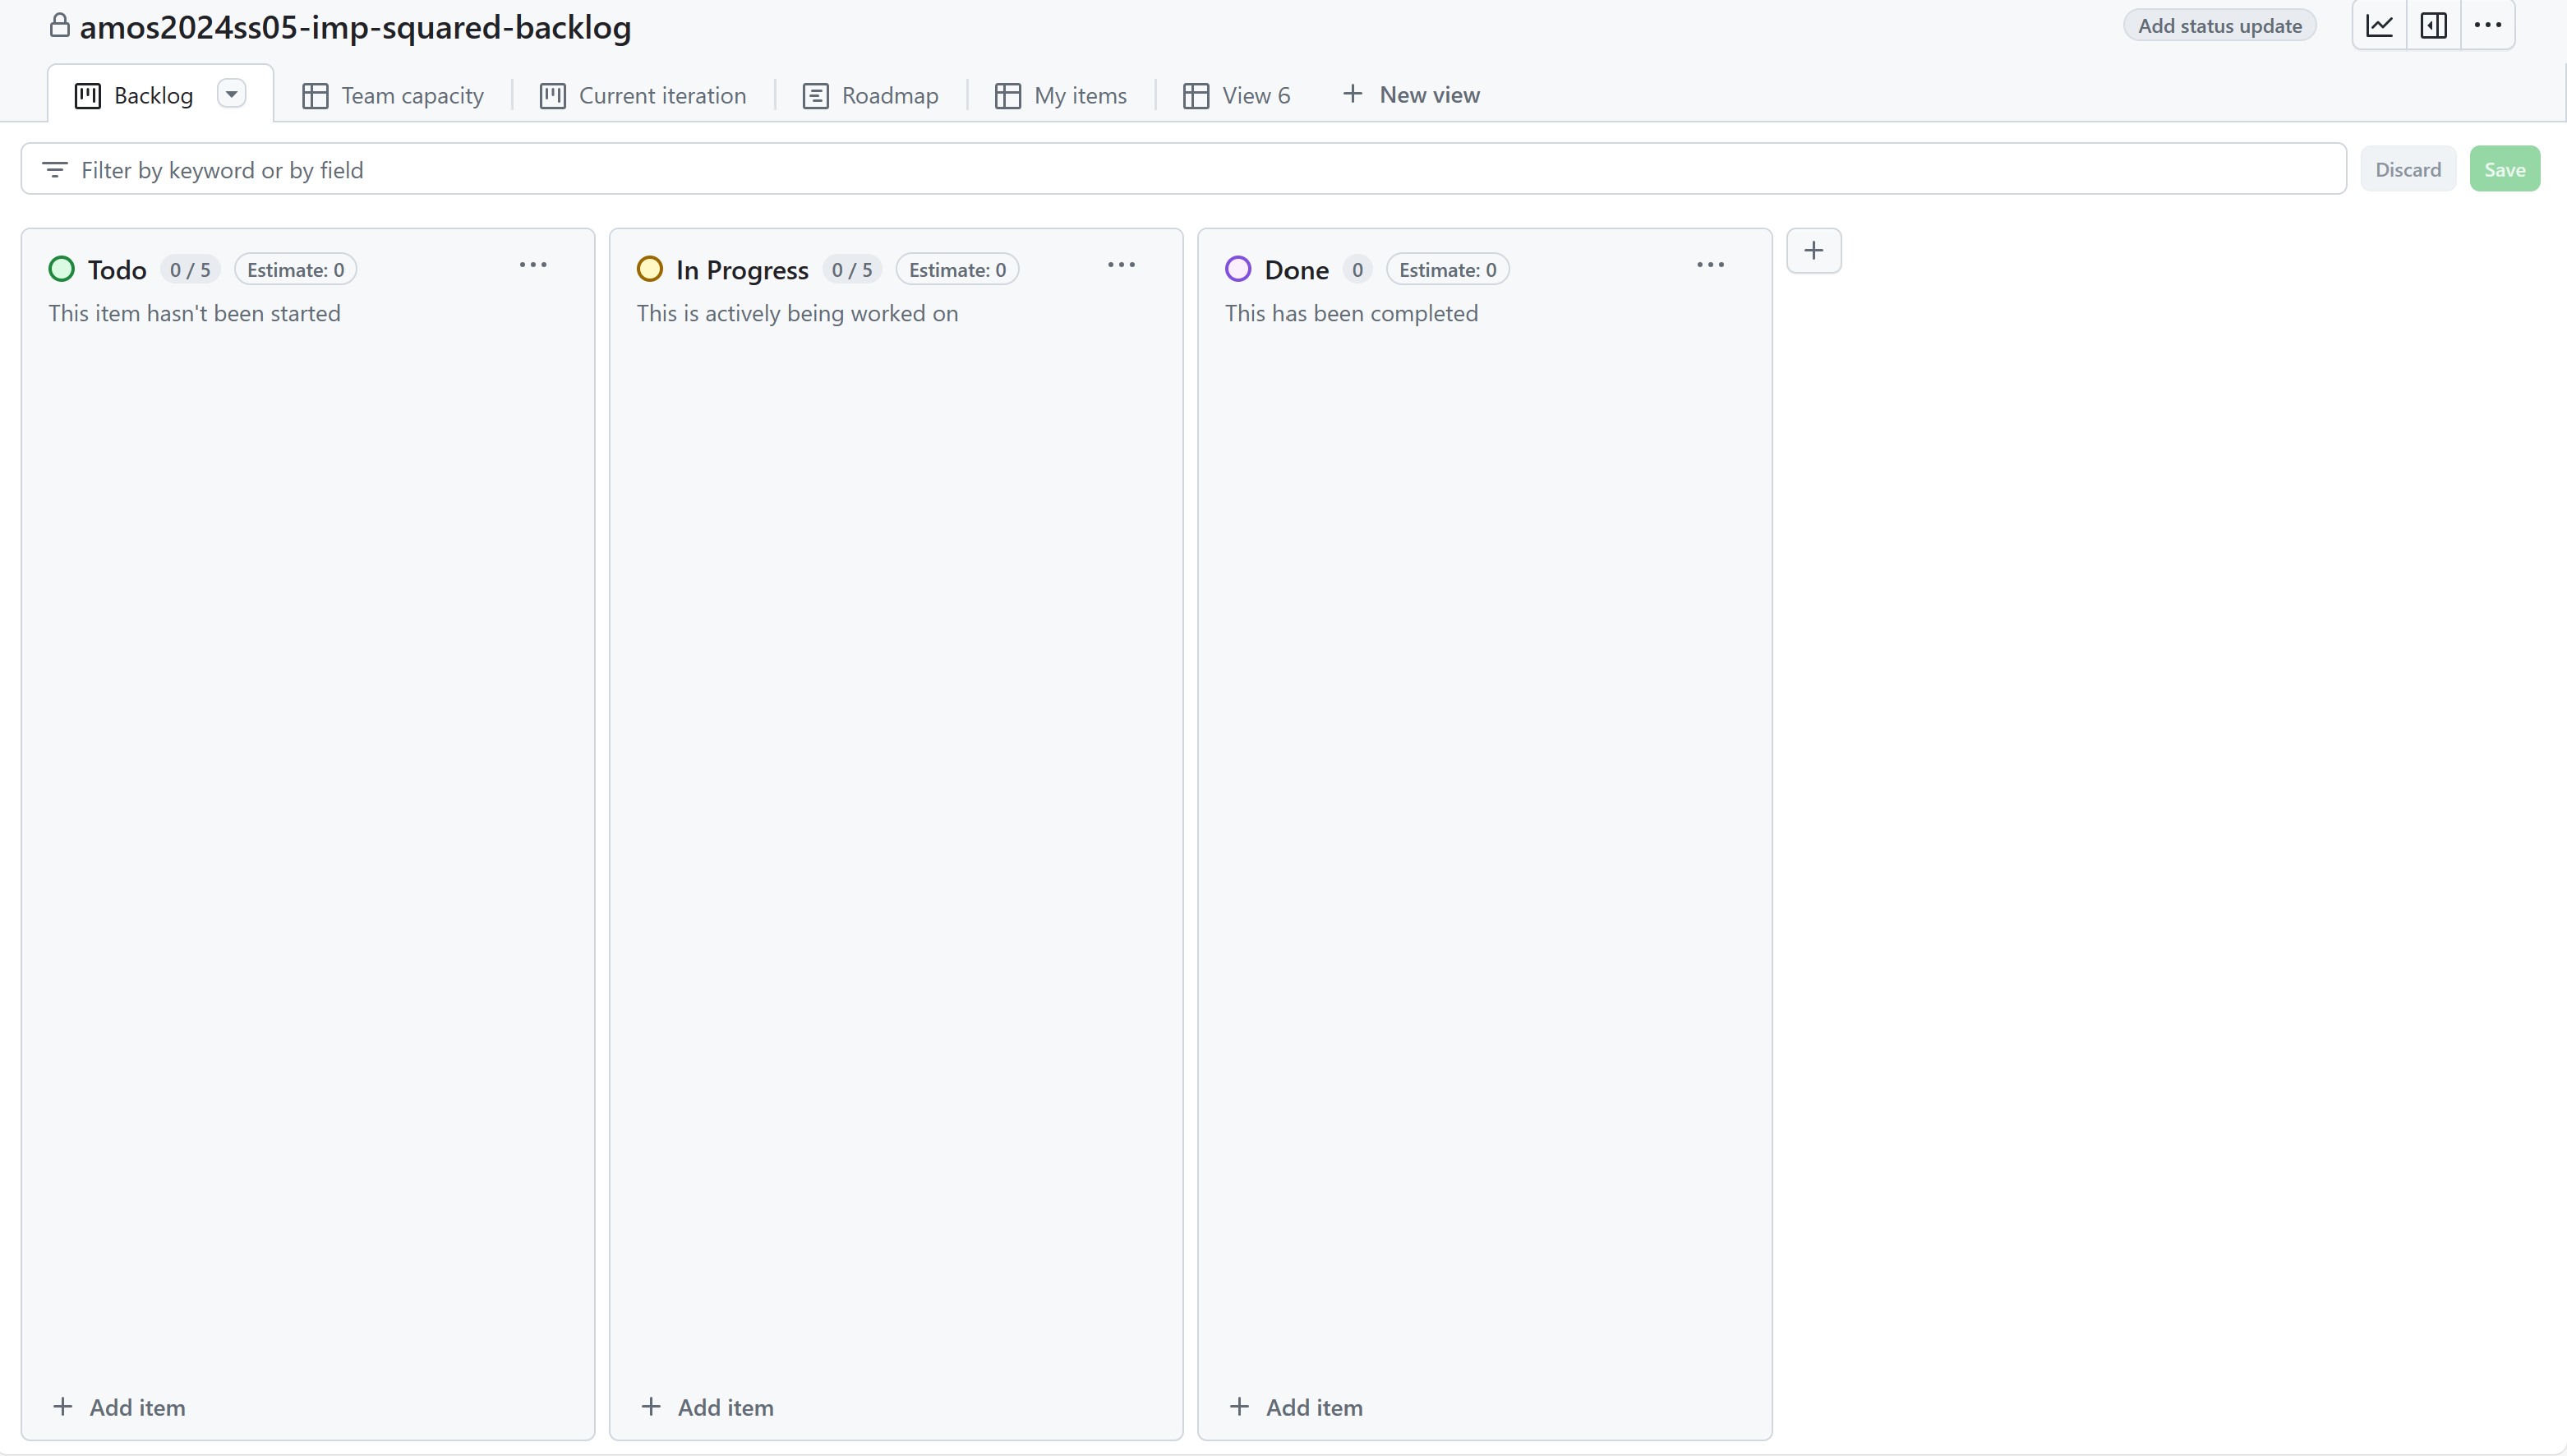 amos2024ss05-imp-squared-backlog
Add status update
Backlog
Team capacity
Current iteration
Roadmap
My items
View 6
New view
Filter by keyword or by field
Discard
Save
Todo 0 / 5 Estimate: 0
This item hasn't been started
In Progress 0 / 5 Estimate: 0
This is actively being worked on
Done 0 Estimate: 0
This has been completed
Add item
Add item
Add item